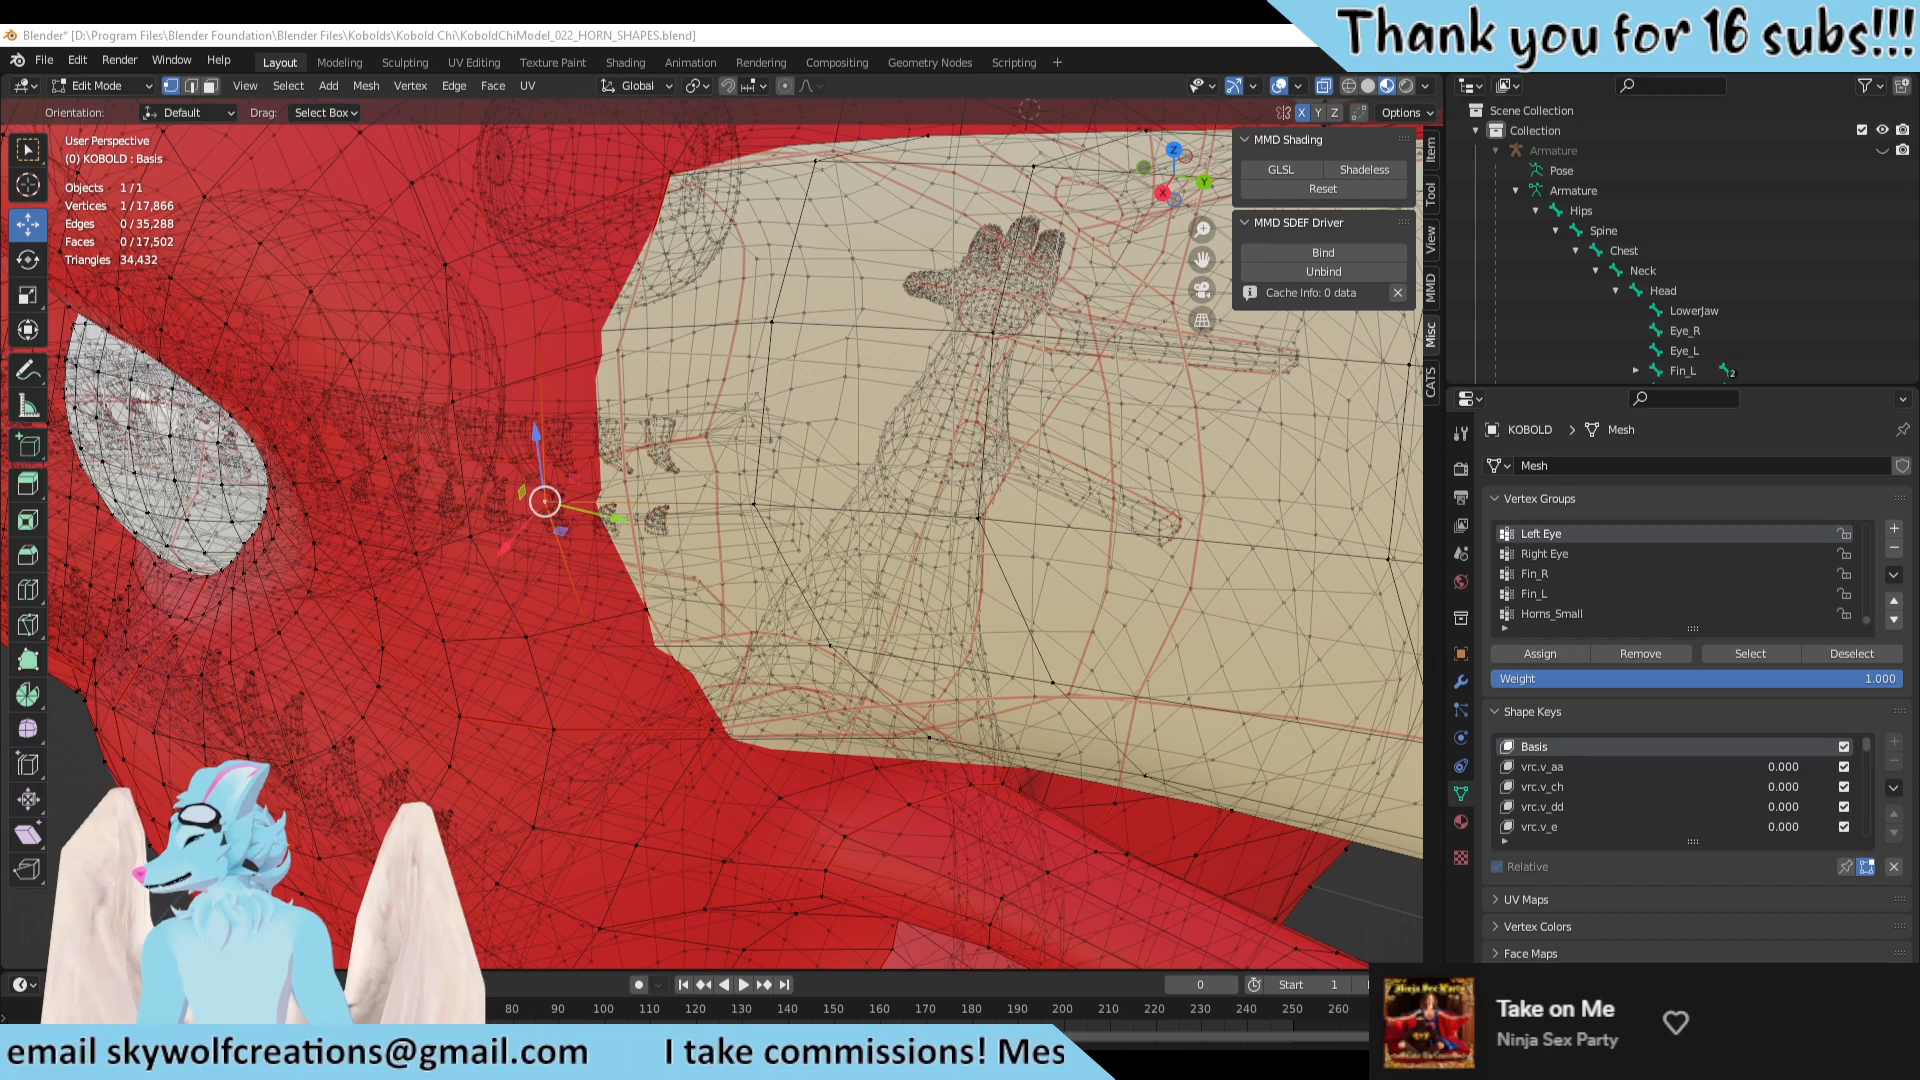 Thank you for 16 subs!!!
Blender* [D:\Program Files\Blender Foundation\Blender Files\Kobolds\Kobold Chi\KoboldChiModel_022_HORN_SHAPES.blend]
File Edit Render Window Help Layout Modeling Sculpting UV Editing Texture Paint Shading Animation Rendering Compositing Geometry Nodes Scripting +
Edit Mode View Select Add Mesh Vertex Edge Face UV Global
Orientation: Default Drag: Select Box X Y Z Options
User Perspective
(0) KOBOLD : Basis
Objects 1/1
Vertices 1/17,866
Edges 0/35,288
Faces 0/17,502
Triangles 34,432
Z
Y
X
MMD Shading
GLSL Shadeless
Reset
MMD SDEF Driver
Bind
Unbind
Cache Info: 0 data
Item
Tool
View
MMD
Misc
CATS
Scene Collection
Collection
Armature
Pose
Armature
Hips
Spine
Chest
Neck
Head
LowerJaw
Eye_R
Eye_L
Fin_L 2
KOBOLD > Mesh
Mesh
Vertex Groups
Left Eye
Right Eye
Fin_R
Fin_L
Horns_Small
Assign Remove Select Deselect
Weight 1.000
Shape Keys
Basis
vrc.v_aa 0.000
vrc.v_ch 0.000
vrc.v_dd 0.000
vrc.v_e 0.000
Relative
UV Maps
Vertex Colors
Face Maps
0 Start 1
80 90 100 110 120 130 140 150 160 170 180 190 200 210 220 230 240 250 260
email skywolfcreations@gmail.com I take commissions! Mes
Take on Me
Ninja Sex Party